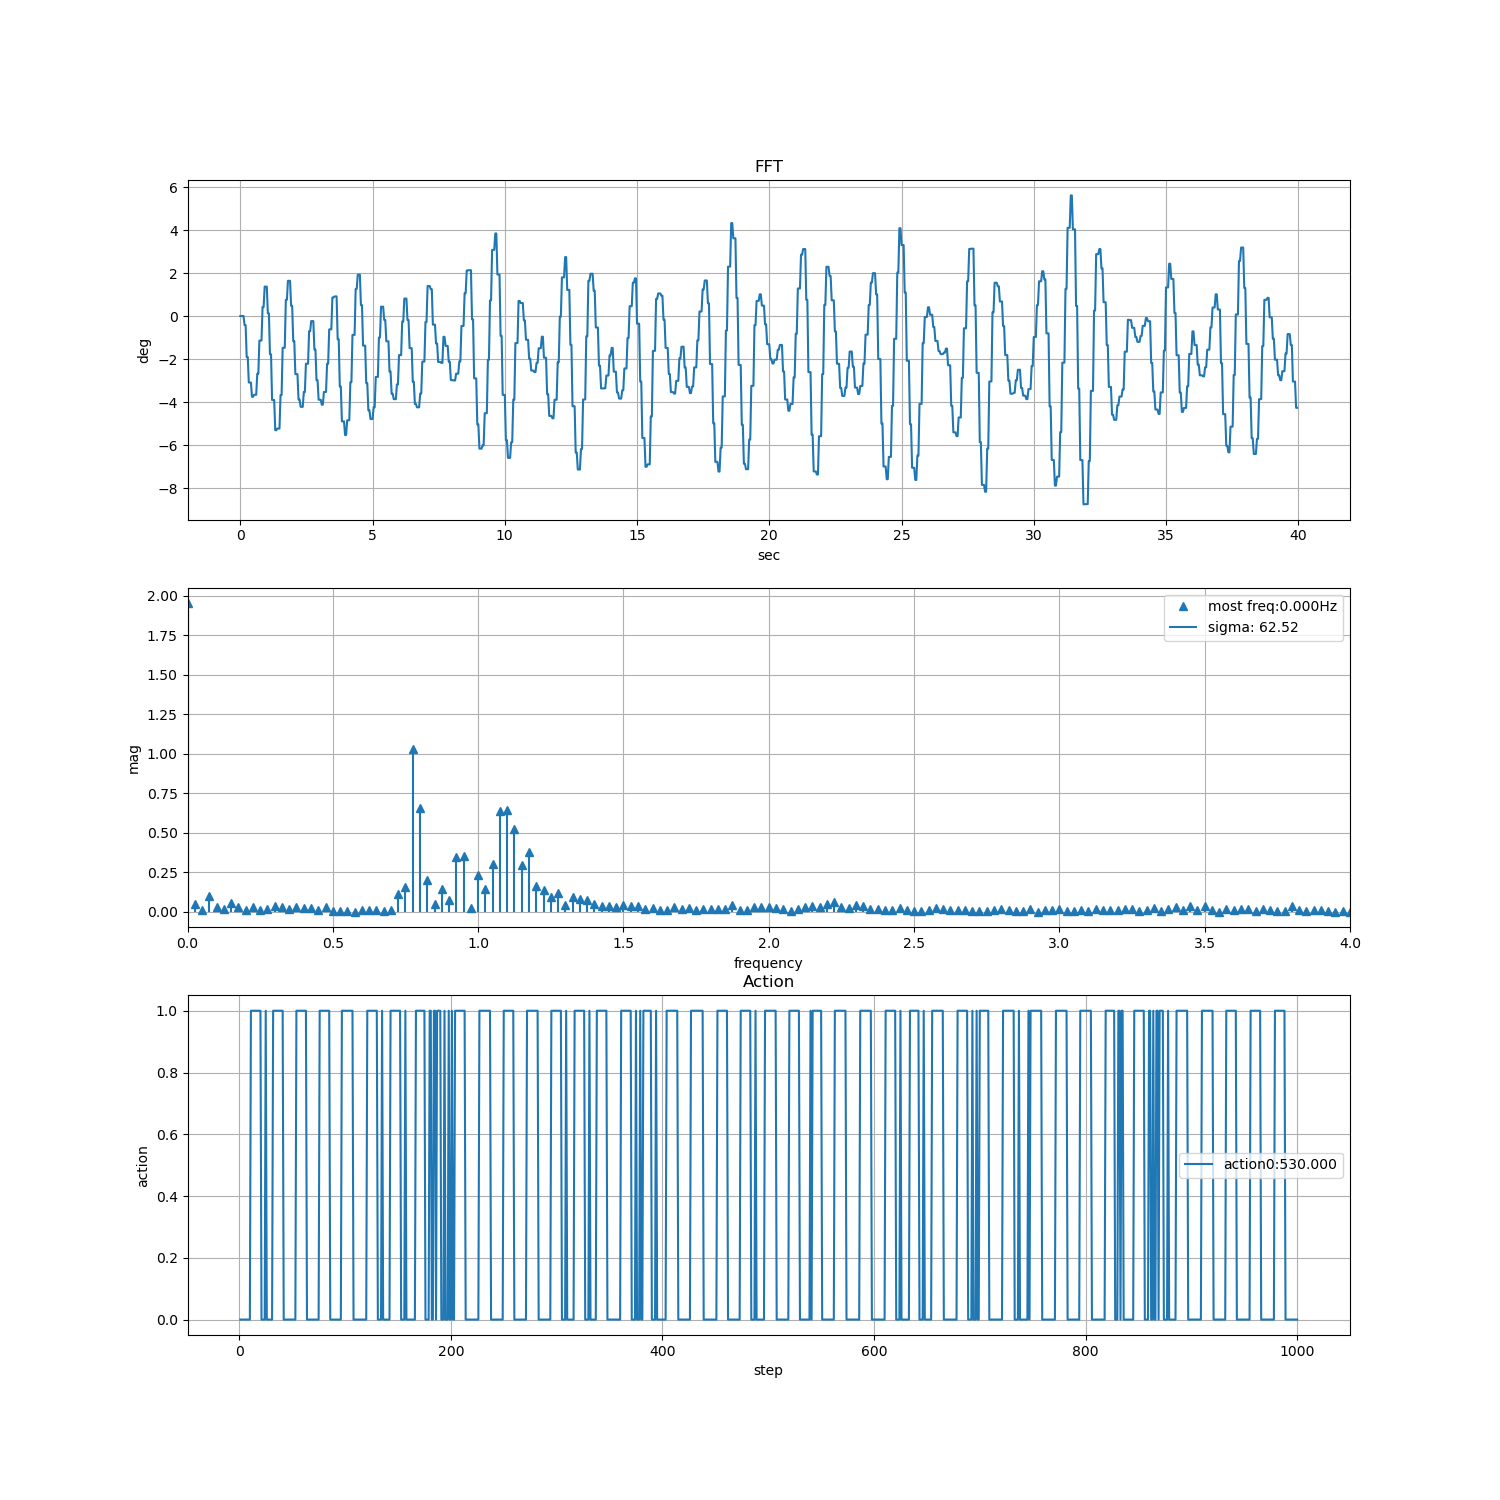 FFT
6
4
2
0
−2
−4
−6
−8
deg
0 5 10 15 20 25 30 35 40
sec
2.00
1.75
1.50
1.25
1.00
0.75
0.50
0.25
0.00
mag
most freq:0.000Hz
sigma: 62.52
0.0 0.5 1.0 1.5 2.0 2.5 3.0 3.5 4.0
frequency
Action
1.0
0.8
0.6
0.4
0.2
0.0
action
action0:530.000
0 200 400 600 800 1000
step